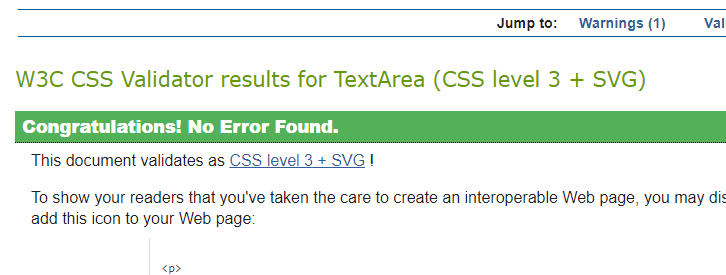 Jump to: Warnings (1)
W3C CSS Validator results for TextArea (CSS level 3 + SVG)
Congratulations! No Error Found.
This document validates as CSS level 3 + SVG !
To show your readers that you've taken the care to create an interoperable Web page, you may
add this icon to your Web page:
<p>